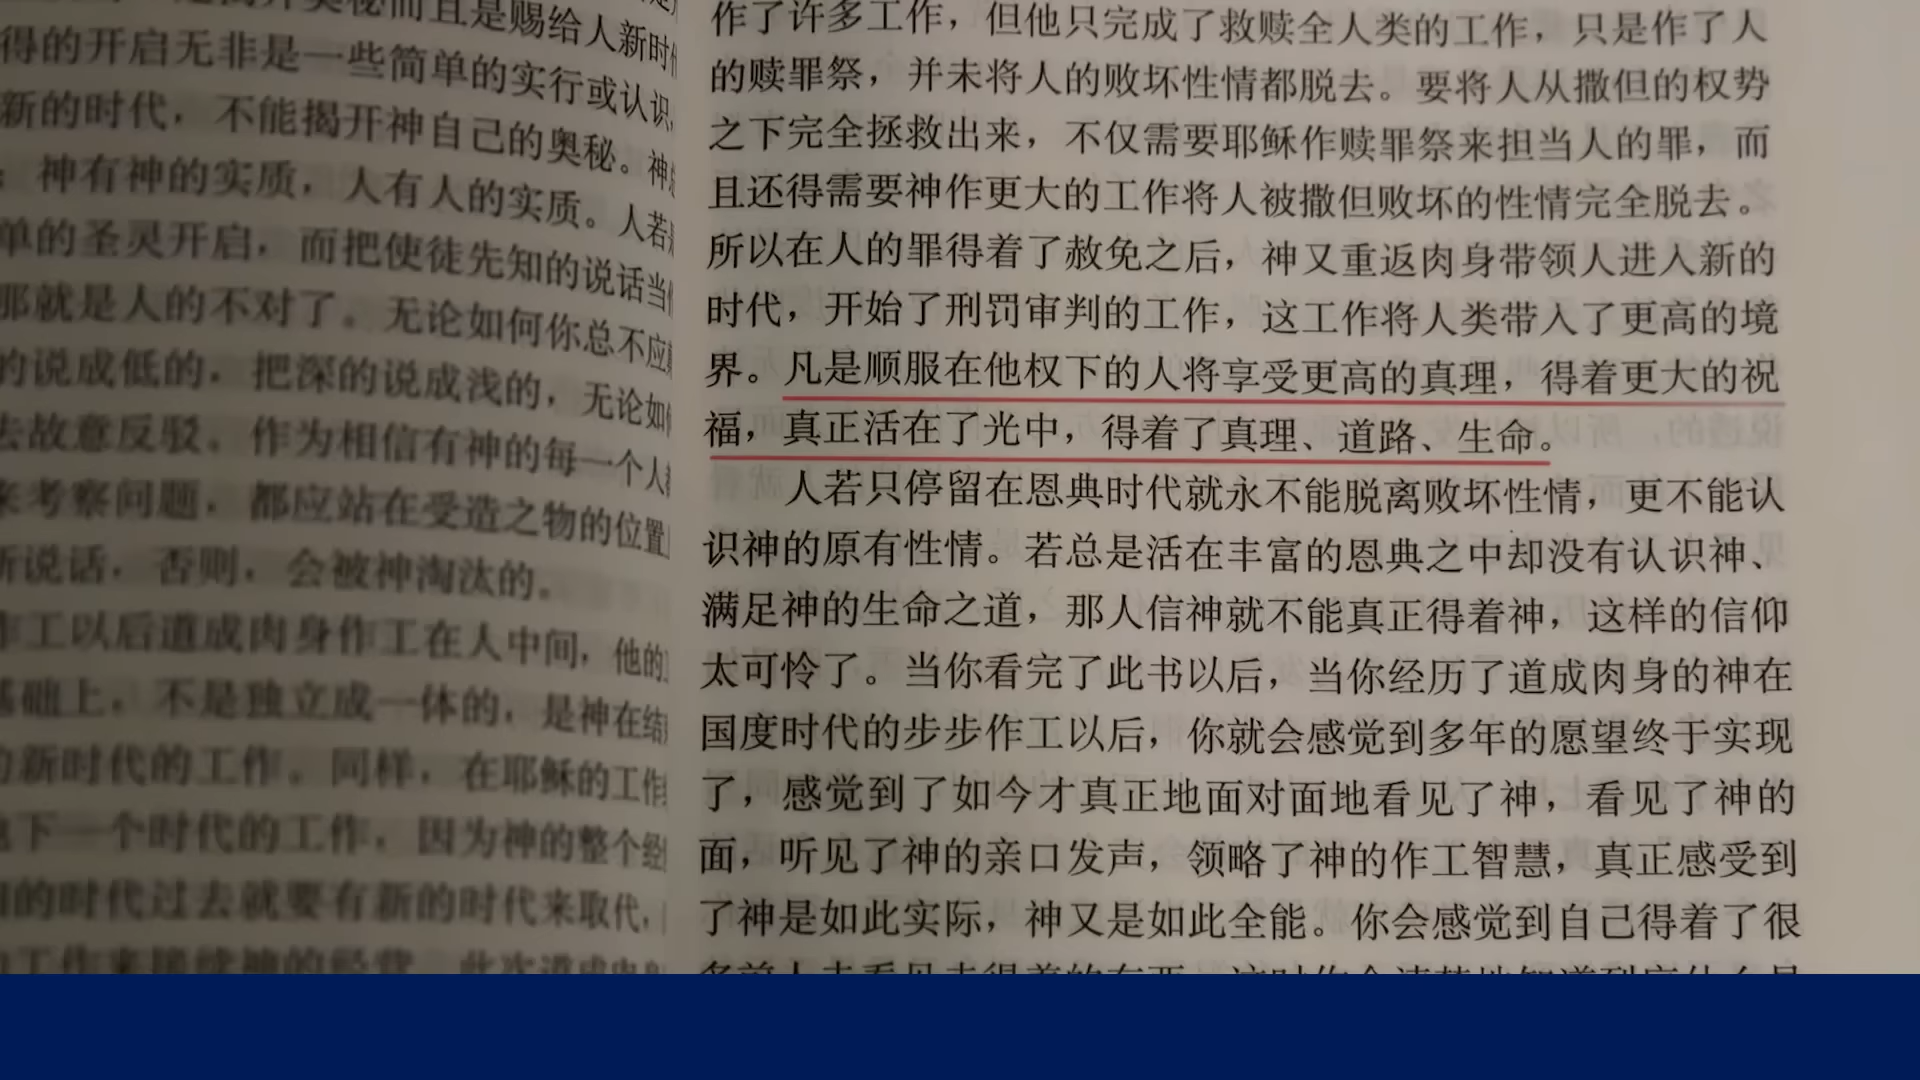 得的开启无非是一些简单的实行或认识,
新的时代，不能揭开神自己的奥秘。神
：神有神的实质，人有人的实质。人若
单的圣灵开启，而把使徒先知的说话当
那就是人的不对了。无论如何你总不应
的说成低的，把深的说成浅的，无论如
去故意反驳。作为相信有神的每一个人
来考察问题，都应站在受造之物的位置
说话，否则，会被神淘汰的。
作工以后道成肉身作工在人中间，他的
基础上，不是独立成一体的，是神在
的新时代的工作。同样，在耶稣的工作
下一个时代的工作，因为神的整个经
的时代过去就要有新的时代来取代，
作了许多工作，但他只完成了救赎全人类的工作，只是作了人
的赎罪祭，并未将人的败坏性情都脱去。要将人从撒但的权势
之下完全拯救出来，不仅需要耶稣作赎罪祭来担当人的罪，而
且还得需要神作更大的工作将人被撒但败坏的性情完全脱去。
所以在人的罪得着了赦免之后，神又重返肉身带领人进入新的
时代，开始了刑罚审判的工作，这工作将人类带入了更高的境
界。凡是顺服在他权下的人将享受更高的真理，得着更大的祝
福，真正活在了光中，得着了真理、道路、生命。
人若只停留在恩典时代就永不能脱离败坏性情，更不能认
识神的原有性情。若总是活在丰富的恩典之中却没有认识神、
满足神的生命之道，那人信神就不能真正得着神，这样的信仰
太可怜了。当你看完了此书以后，当你经历了道成肉身的神在
国度时代的步步作工以后，你就会感觉到多年的愿望终于实现
了，感觉到了如今才真正地面对面地看见了神，看见了神的
面，听见了神的亲口发声，领略了神的作工智慧，真正感受到
了神是如此实际，神又是如此全能。你会感觉到自己得着了很